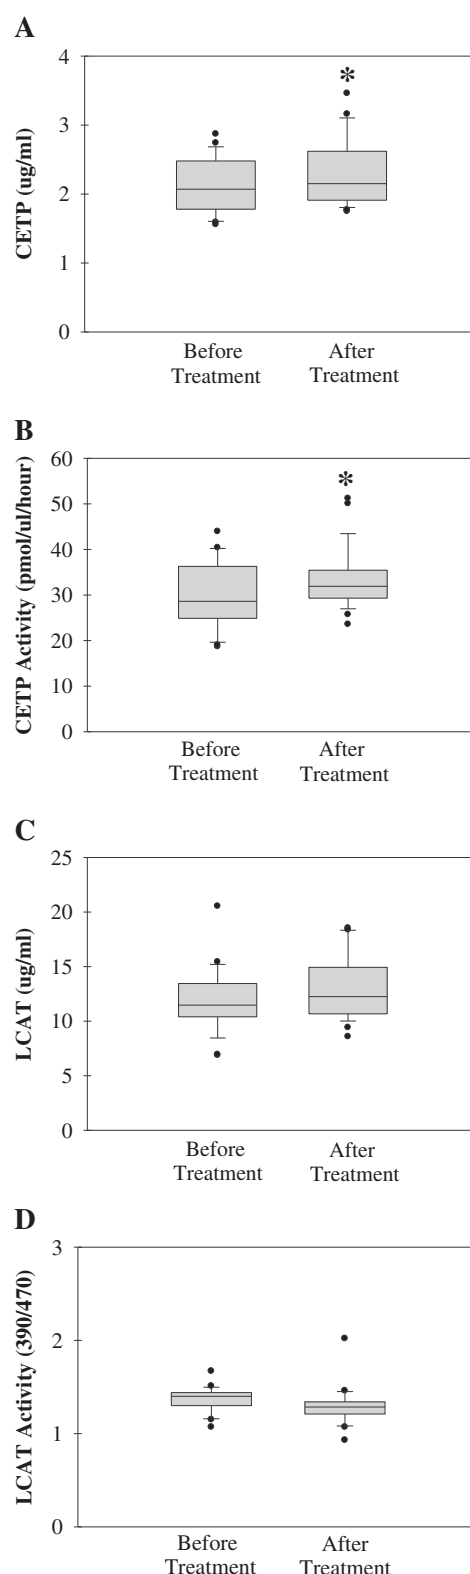 A
CETP (ug/ml)
4
3
2
1
0
*
Before
Treatment
After
Treatment
B
CETP Activity (pmol/ul/hour)
60
50
40
30
20
10
0
*
Before
Treatment
After
Treatment
C
LCAT (ug/ml)
25
20
15
10
5
0
Before
Treatment
After
Treatment
D
LCAT Activity (390/470)
3
2
1
0
Before
Treatment
After
Treatment